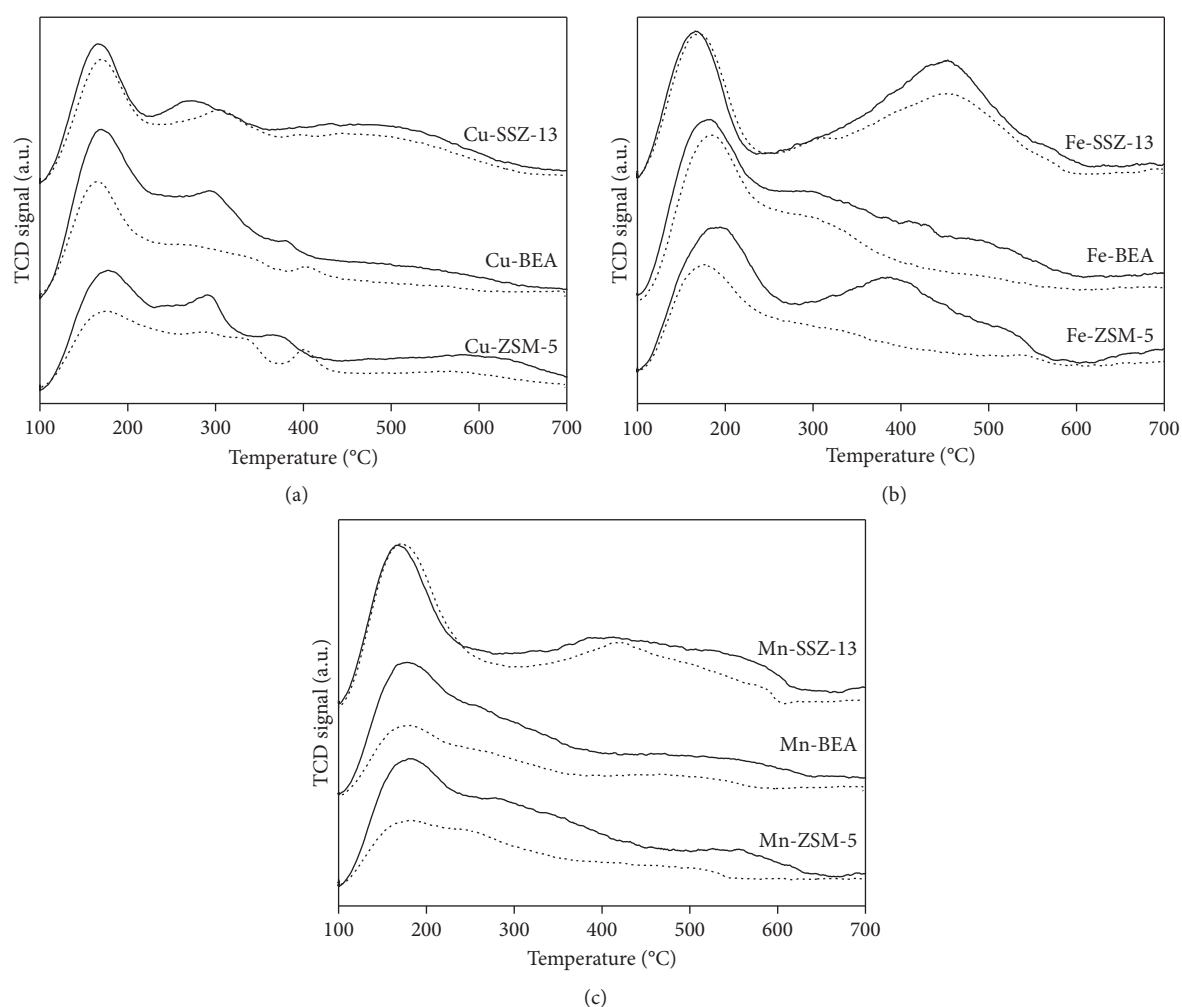 TCD signal (a.u.)
Cu-SSZ-13
Cu-BEA
Cu-ZSM-5
100 200 300 400 500 600 700
Temperature (°C)
(a)
TCD signal (a.u.)
Fe-SSZ-13
Fe-BEA
Fe-ZSM-5
100 200 300 400 500 600 700
Temperature (°C)
(b)
TCD signal (a.u.)
Mn-SSZ-13
Mn-BEA
Mn-ZSM-5
100 200 300 400 500 600 700
Temperature (°C)
(c)